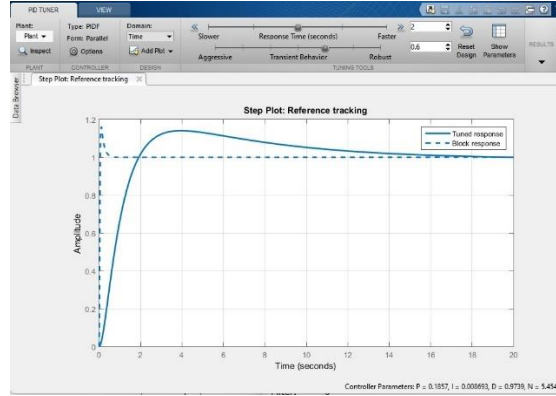 PID TUNER VIEW
Plant: Type: PIDF Domain: 2
Plant Form: Parallel Time Slower Response Time (seconds) Faster
Inspect Options Add Plot 0.6 Reset Design Show Parameters RESULTS
Aggressive Transient Behavior Robust
PLANT CONTROLLER DESIGN TUNING TOOLS
Data Browser
Step Plot: Reference tracking
Step Plot: Reference tracking
Tuned response
Block response
Amplitude
1.2
1
0.8
0.6
0.4
0.2
0
0 2 4 6 8 10 12 14 16 18 20
Time (seconds)
Controller Parameters: P = 0.1857, I = 0.008693, D = 0.9739, N = 5.454